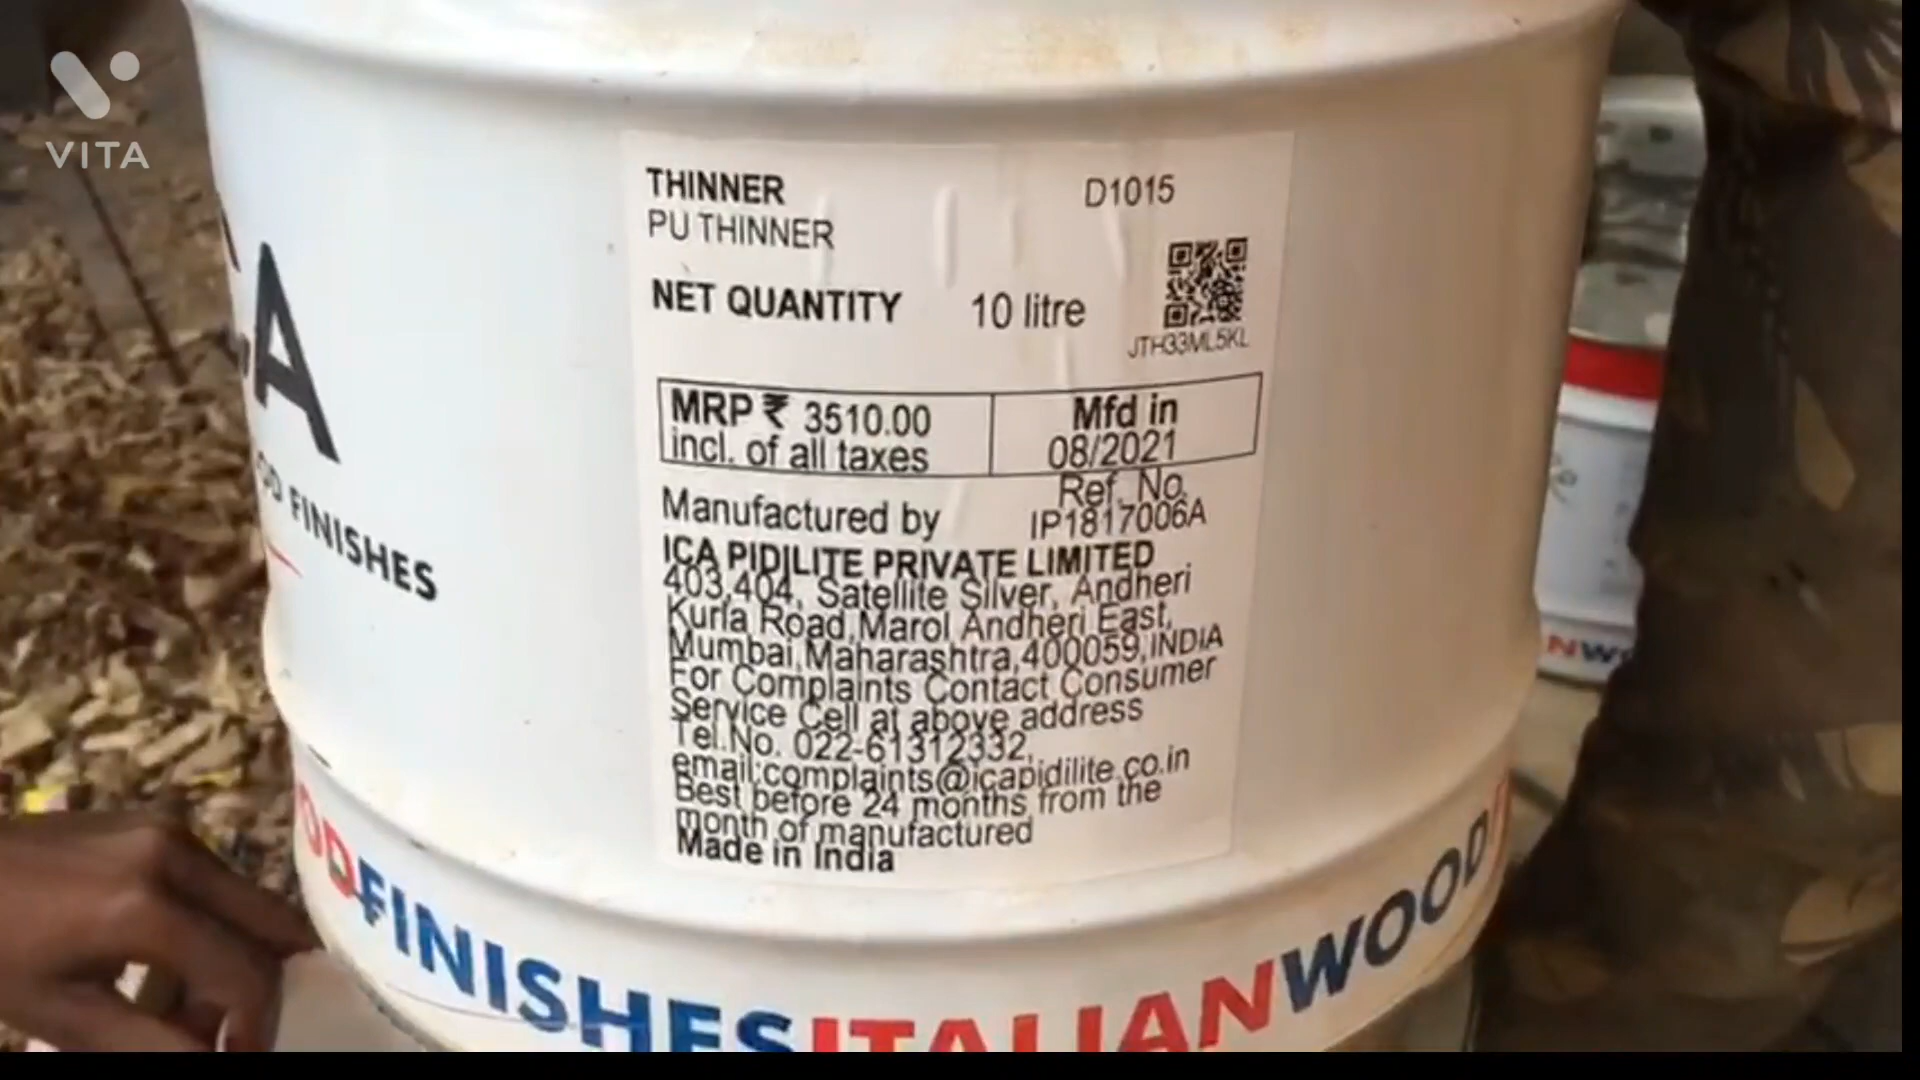 VITA
THINNER D1015
PU THINNER
NET QUANTITY 10 litre
JTH33ML5KL
MRP ₹ 3510.00 Mfd in
incl. of all taxes 08/2021
Ref. No.
Manufactured by IP1817006A
ICA PIDILITE PRIVATE LIMITED
403,404, Satellite Silver, Andheri
Kurla Road,Marol Andheri East,
Mumbai,Maharashtra,400059,INDIA
For Complaints Contact Consumer
Service Cell at above address
Tel.No. 022-61312332,
email:complaints@icapidilite.co.in
Best before 24 months from the
month of manufactured
Made in India
A
OD FINISHES
ODFINISHESITALIANWOOD
NW